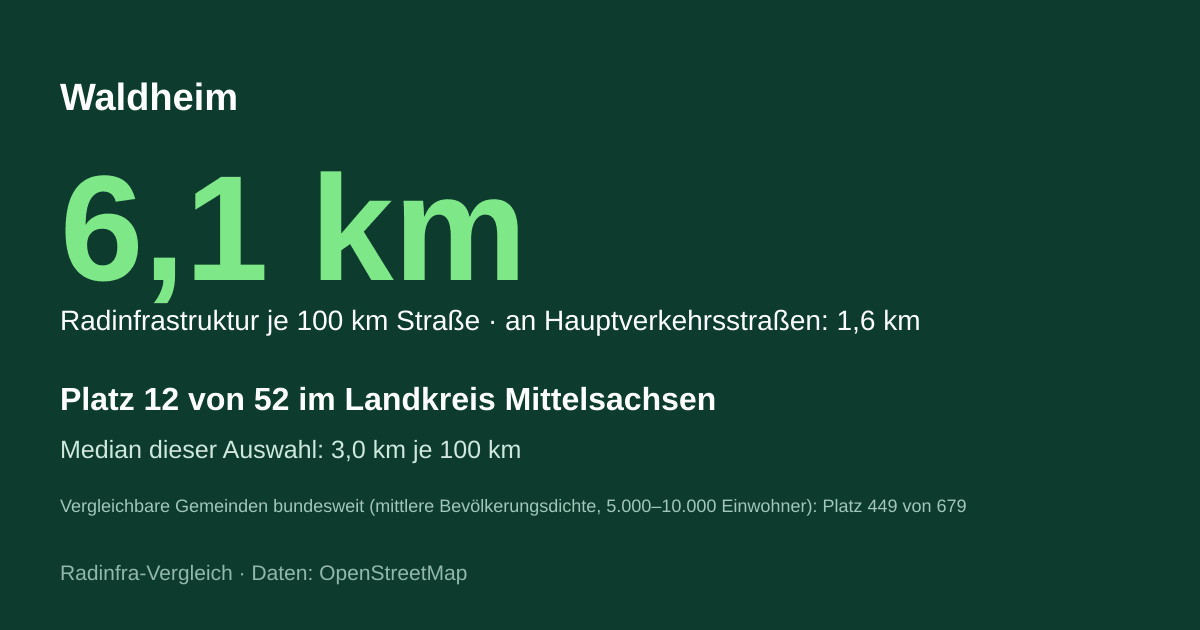 Waldheim
6,1 km
Radinfrastruktur je 100 km Straße · an Hauptverkehrsstraßen: 1,6 km
Platz 12 von 52 im Landkreis Mittelsachsen
Median dieser Auswahl: 3,0 km je 100 km
Vergleichbare Gemeinden bundesweit (mittlere Bevölkerungsdichte, 5.000–10.000 Einwohner): Platz 449 von 679
Radinfra-Vergleich · Daten: OpenStreetMap